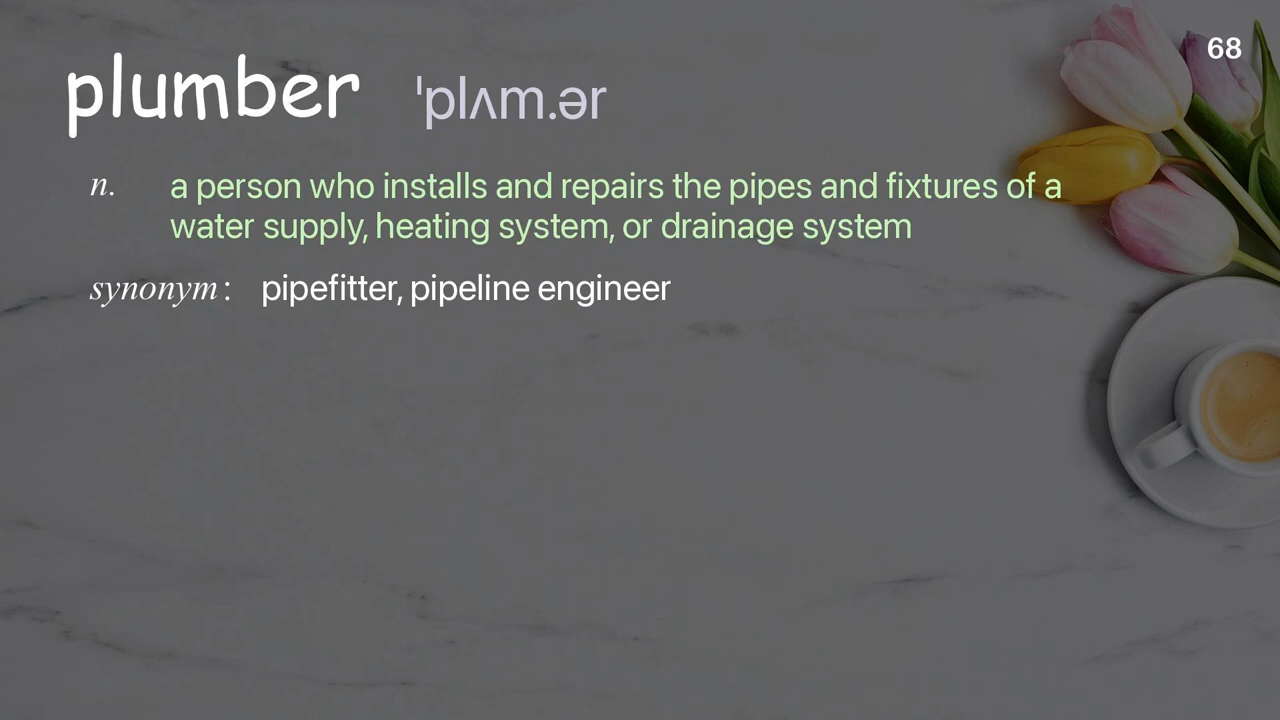 68
plumber ˈplʌm.ər
n. a person who installs and repairs the pipes and fixtures of a
water supply, heating system, or drainage system
synonym: pipefitter, pipeline engineer